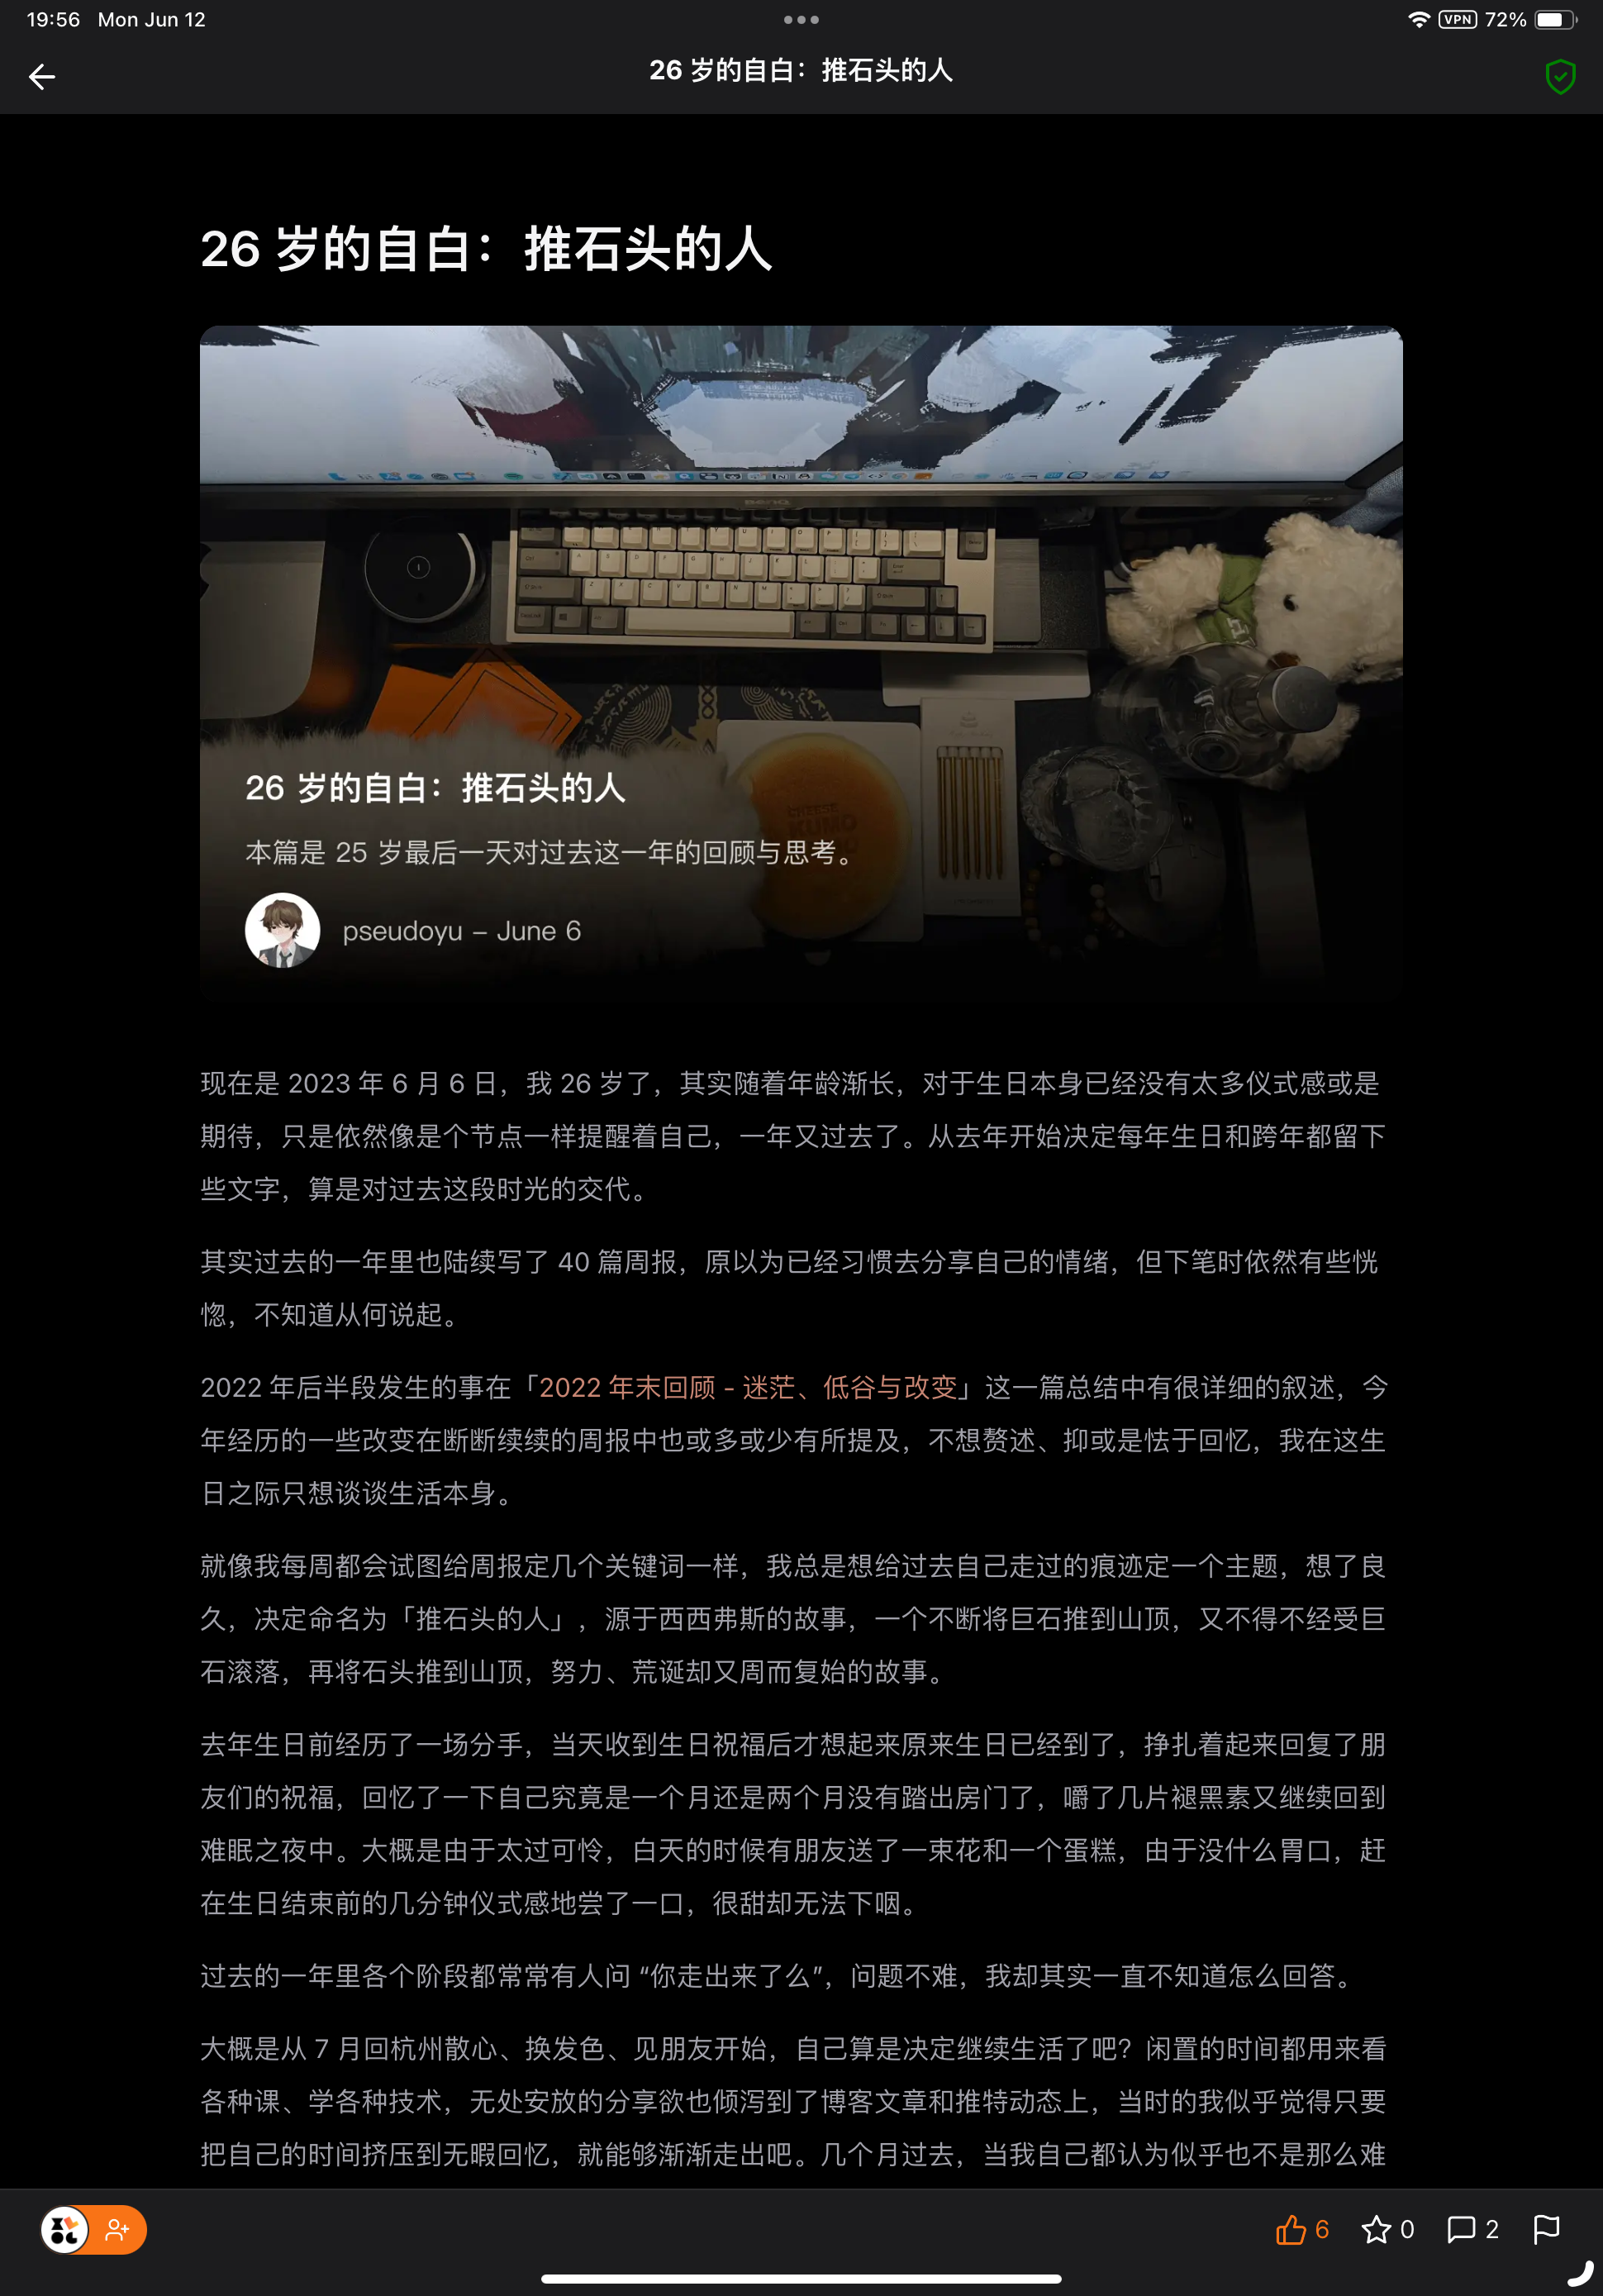 19:56 Mon Jun 12
VPN 72%
26 岁的自白：推石头的人
26 岁的自白：推石头的人
BenQ
CHEESE
KUMO
26 岁的自白：推石头的人
本篇是 25 岁最后一天对过去这一年的回顾与思考。
pseudoyu – June 6
现在是 2023 年 6 月 6 日，我 26 岁了，其实随着年龄渐长，对于生日本身已经没有太多仪式感或是
期待，只是依然像是个节点一样提醒着自己，一年又过去了。从去年开始决定每年生日和跨年都留下
些文字，算是对过去这段时光的交代。
其实过去的一年里也陆续写了 40 篇周报，原以为已经习惯去分享自己的情绪，但下笔时依然有些恍
惚，不知道从何说起。
2022 年后半段发生的事在「2022 年末回顾 - 迷茫、低谷与改变」这一篇总结中有很详细的叙述，今
年经历的一些改变在断断续续的周报中也或多或少有所提及，不想赘述、抑或是怯于回忆，我在这生
日之际只想谈谈生活本身。
就像我每周都会试图给周报定几个关键词一样，我总是想给过去自己走过的痕迹定一个主题，想了良
久，决定命名为「推石头的人」，源于西西弗斯的故事，一个不断将巨石推到山顶，又不得不经受巨
石滚落，再将石头推到山顶，努力、荒诞却又周而复始的故事。
去年生日前经历了一场分手，当天收到生日祝福后才想起来原来生日已经到了，挣扎着起来回复了朋
友们的祝福，回忆了一下自己究竟是一个月还是两个月没有踏出房门了，嚼了几片褪黑素又继续回到
难眠之夜中。大概是由于太过可怜，白天的时候有朋友送了一束花和一个蛋糕，由于没什么胃口，赶
在生日结束前的几分钟仪式感地尝了一口，很甜却无法下咽。
过去的一年里各个阶段都常常有人问 “你走出来了么”，问题不难，我却其实一直不知道怎么回答。
大概是从 7 月回杭州散心、换发色、见朋友开始，自己算是决定继续生活了吧？闲置的时间都用来看
各种课、学各种技术，无处安放的分享欲也倾泻到了博客文章和推特动态上，当时的我似乎觉得只要
把自己的时间挤压到无暇回忆，就能够渐渐走出吧。几个月过去，当我自己都认为似乎也不是那么难
6 0 2